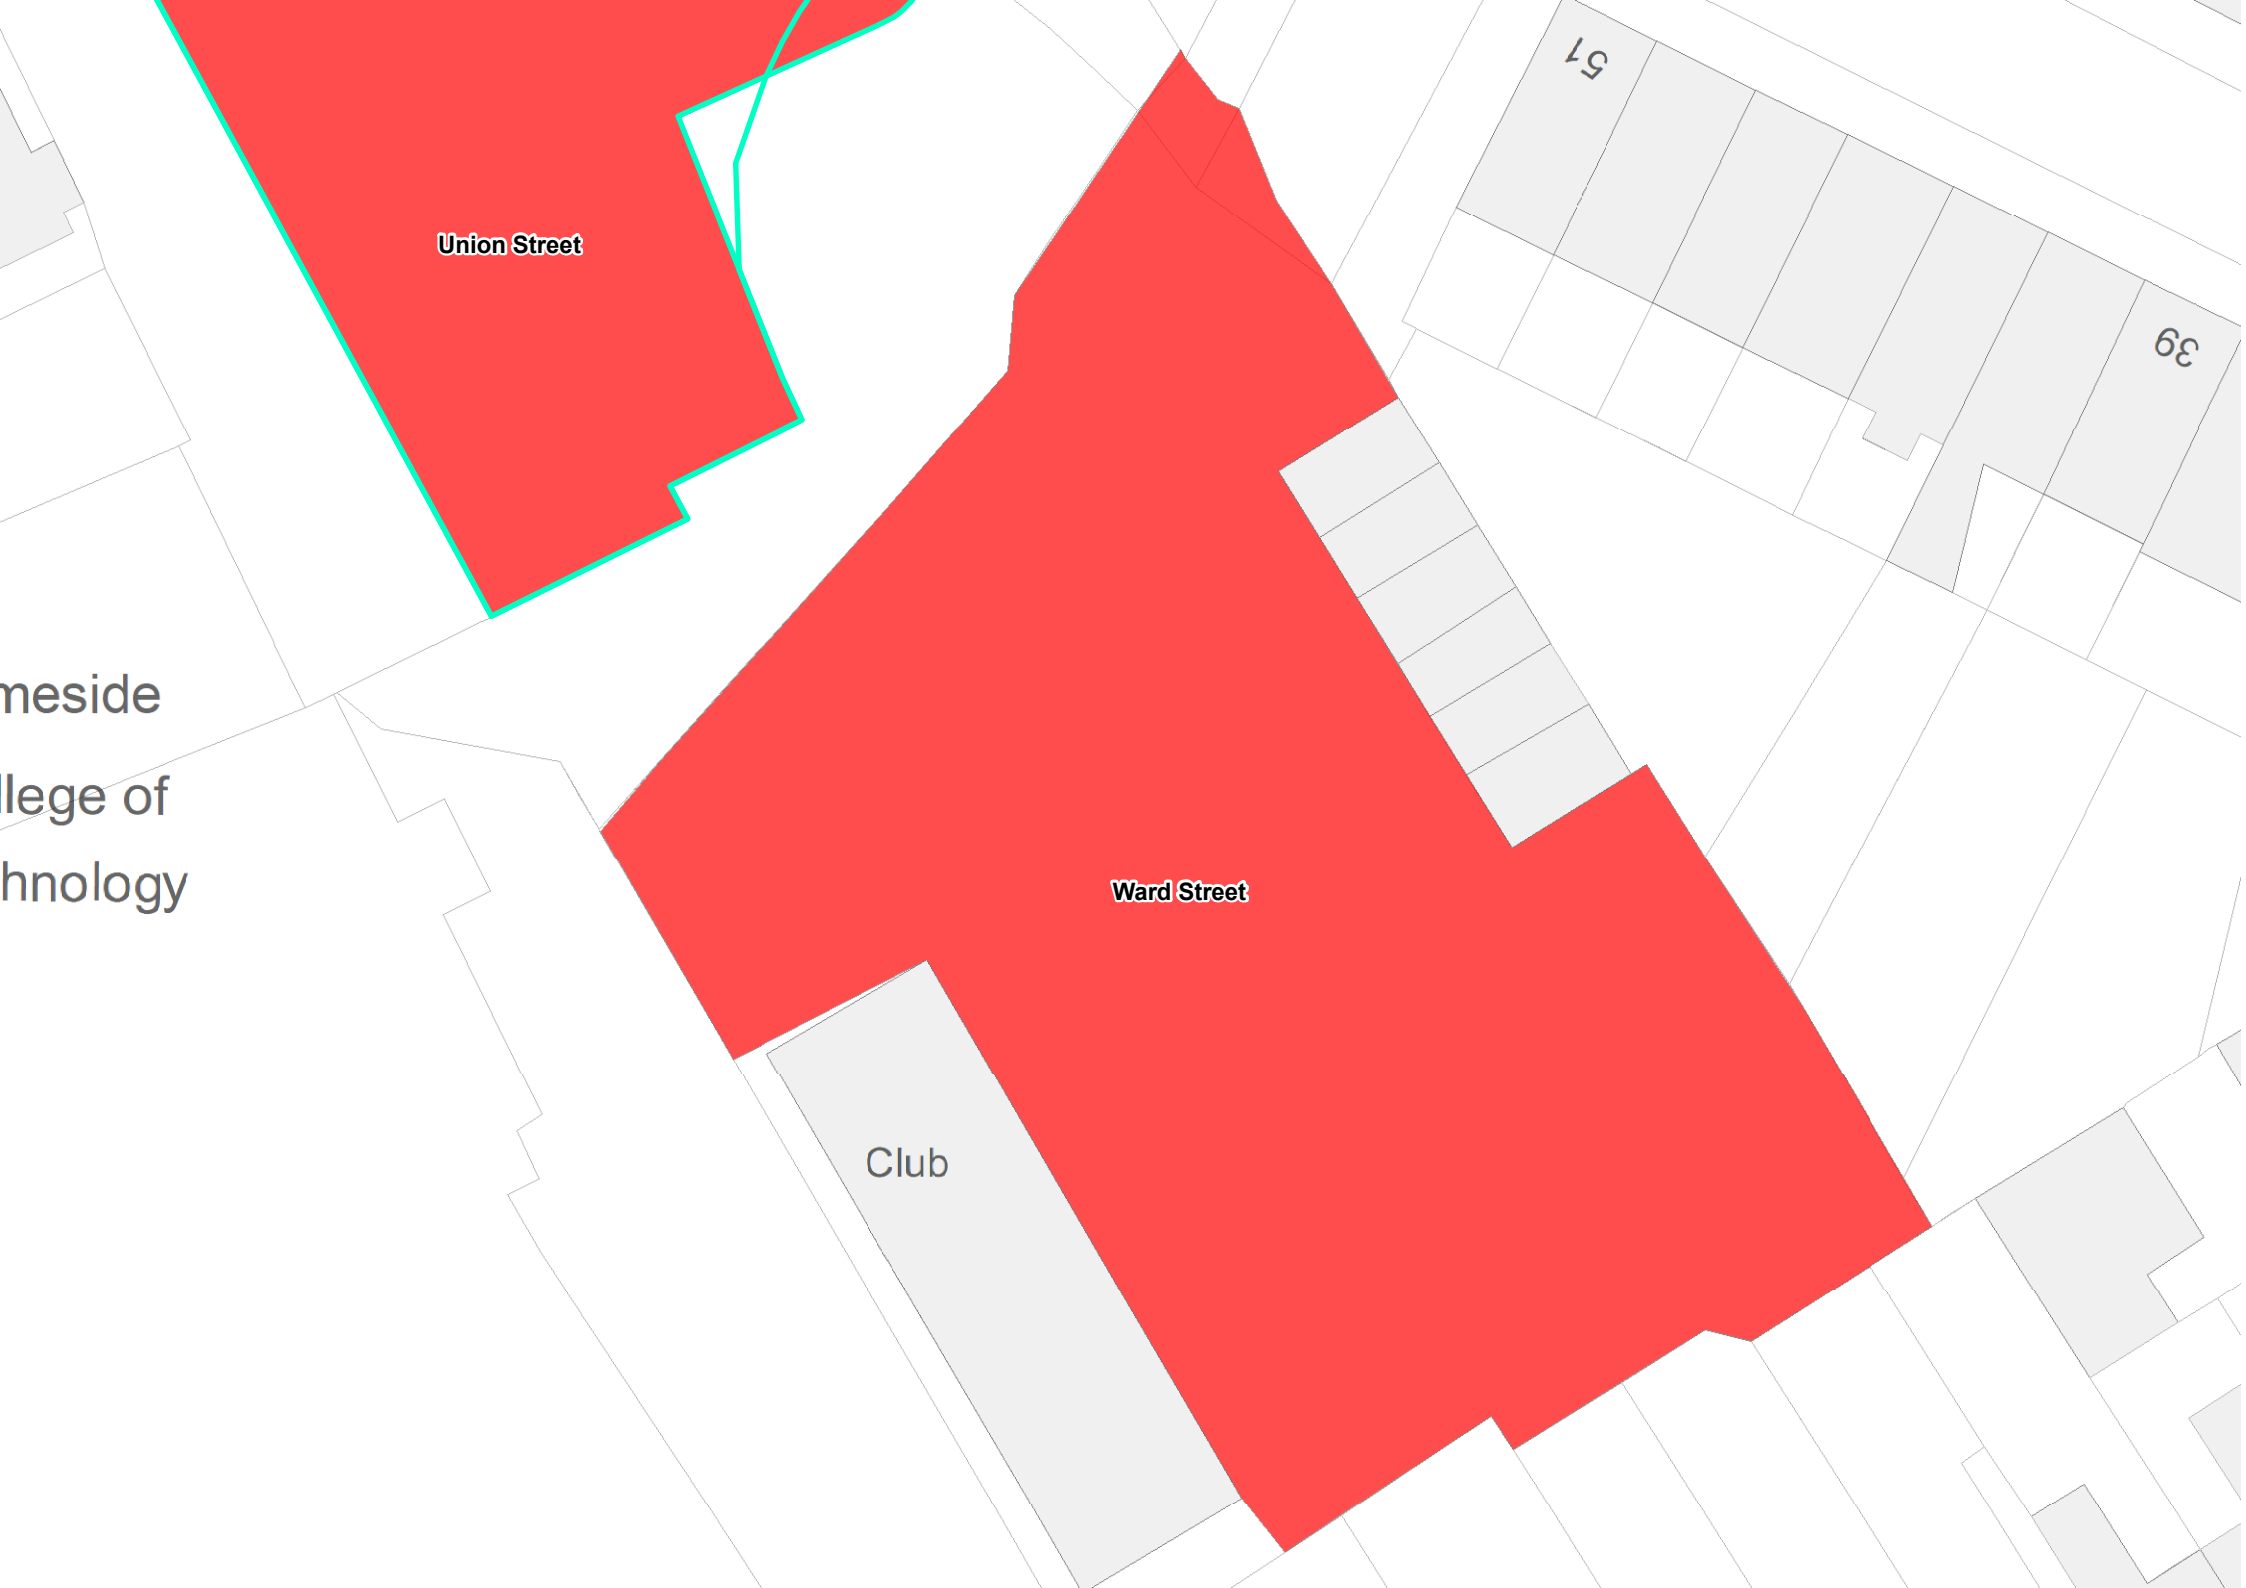 51
Union Street
39
meside
llege of
hnology
Ward Street
Club